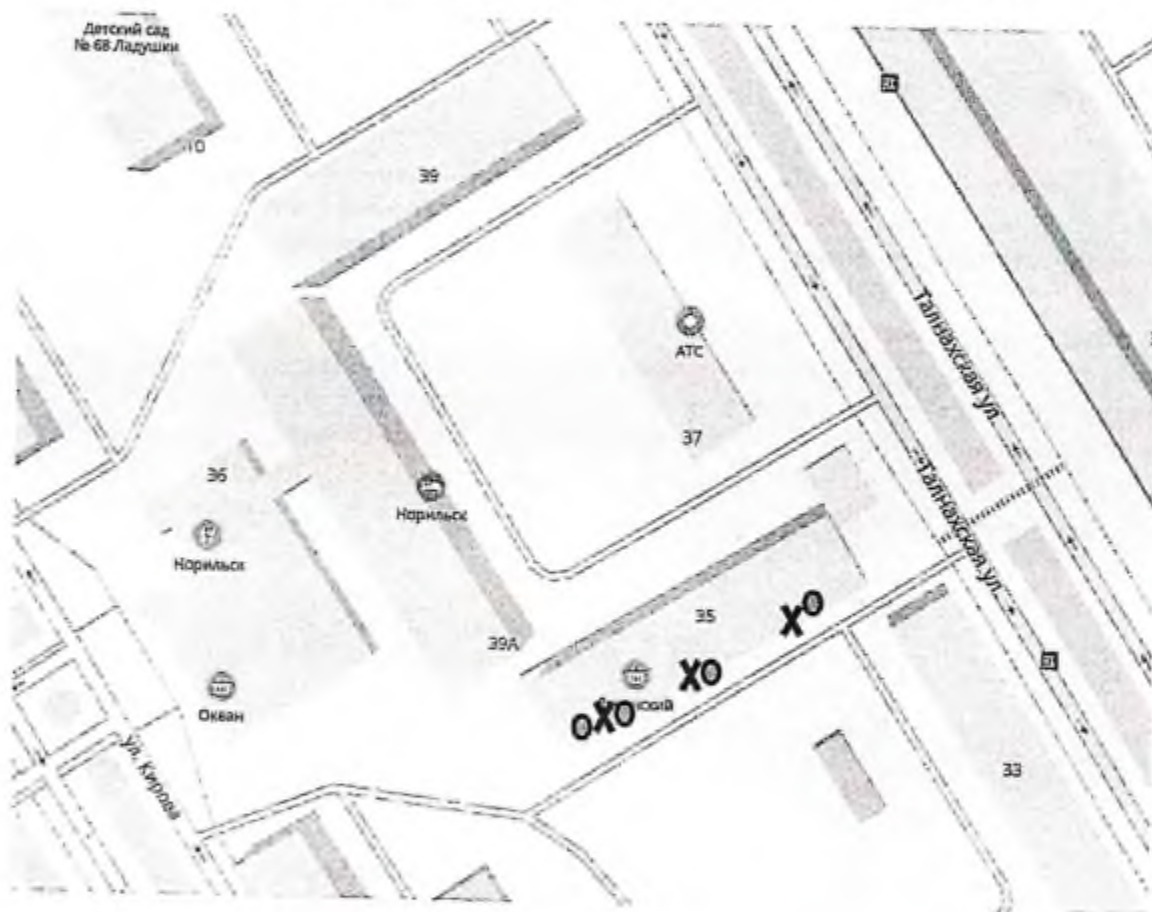 Детский сад
№ 68 Ладушки
10
39
АТС
37
Талнахская ул.
Талнахская ул.
36
Норильск
Норильск
39А
35
X
X
X
Океан
ул. Кирова
33